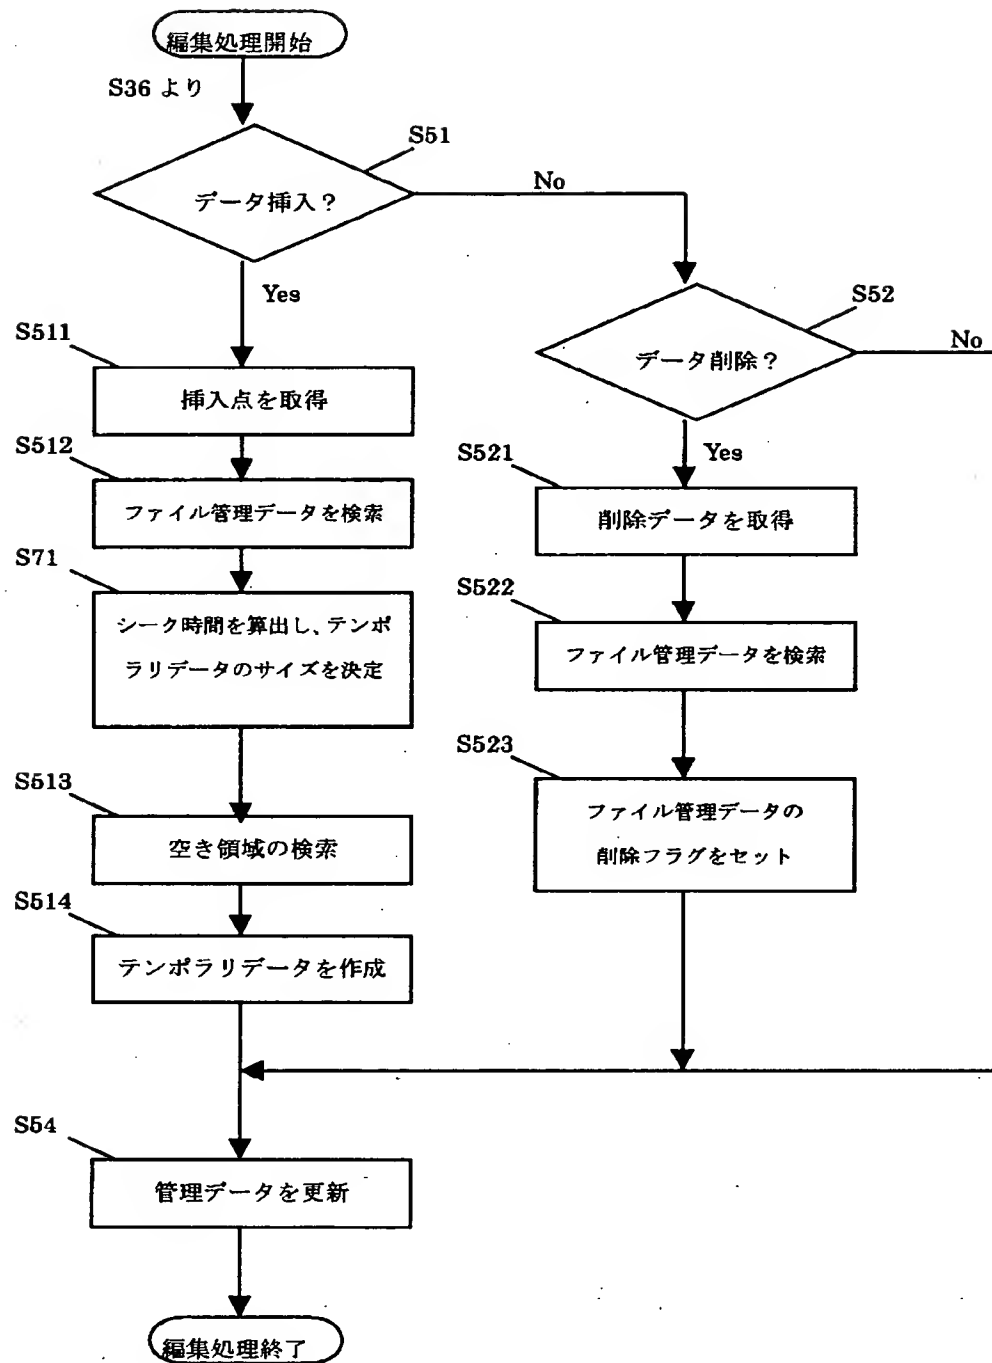 編集処理開始
S36 より
S51
データ挿入？
No
Yes
S52
データ削除？
No
S511
挿入点を取得
Yes
S512
ファイル管理データを検索
S521
削除データを取得
S71
シーク時間を算出し、テンポ
ラリデータのサイズを決定
S522
ファイル管理データを検索
S523
ファイル管理データの
削除フラグをセット
S513
空き領域の検索
S514
テンポラリデータを作成
S54
管理データを更新
編集処理終了